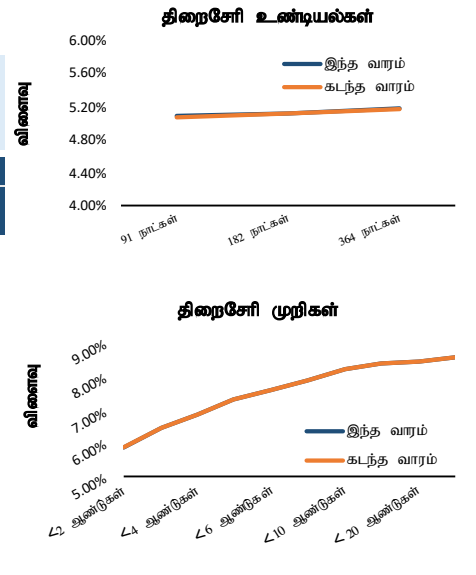 திறைசேரி உண்டியல்கள்
விளைவு
6.00%
5.60%
5.20%
4.80%
4.40%
4.00%
இந்த வாரம்
கடந்த வாரம்
91 நாட்கள்
182 நாட்கள்
364 நாட்கள்
திறைசேரி முறிகள்
விளைவு
9.00%
8.00%
7.00%
6.00%
5.00%
இந்த வாரம்
கடந்த வாரம்
∠2 ஆண்டுகள்
∠4 ஆண்டுகள்
∠6 ஆண்டுகள்
∠10 ஆண்டுகள்
∠20 ஆண்டுகள்